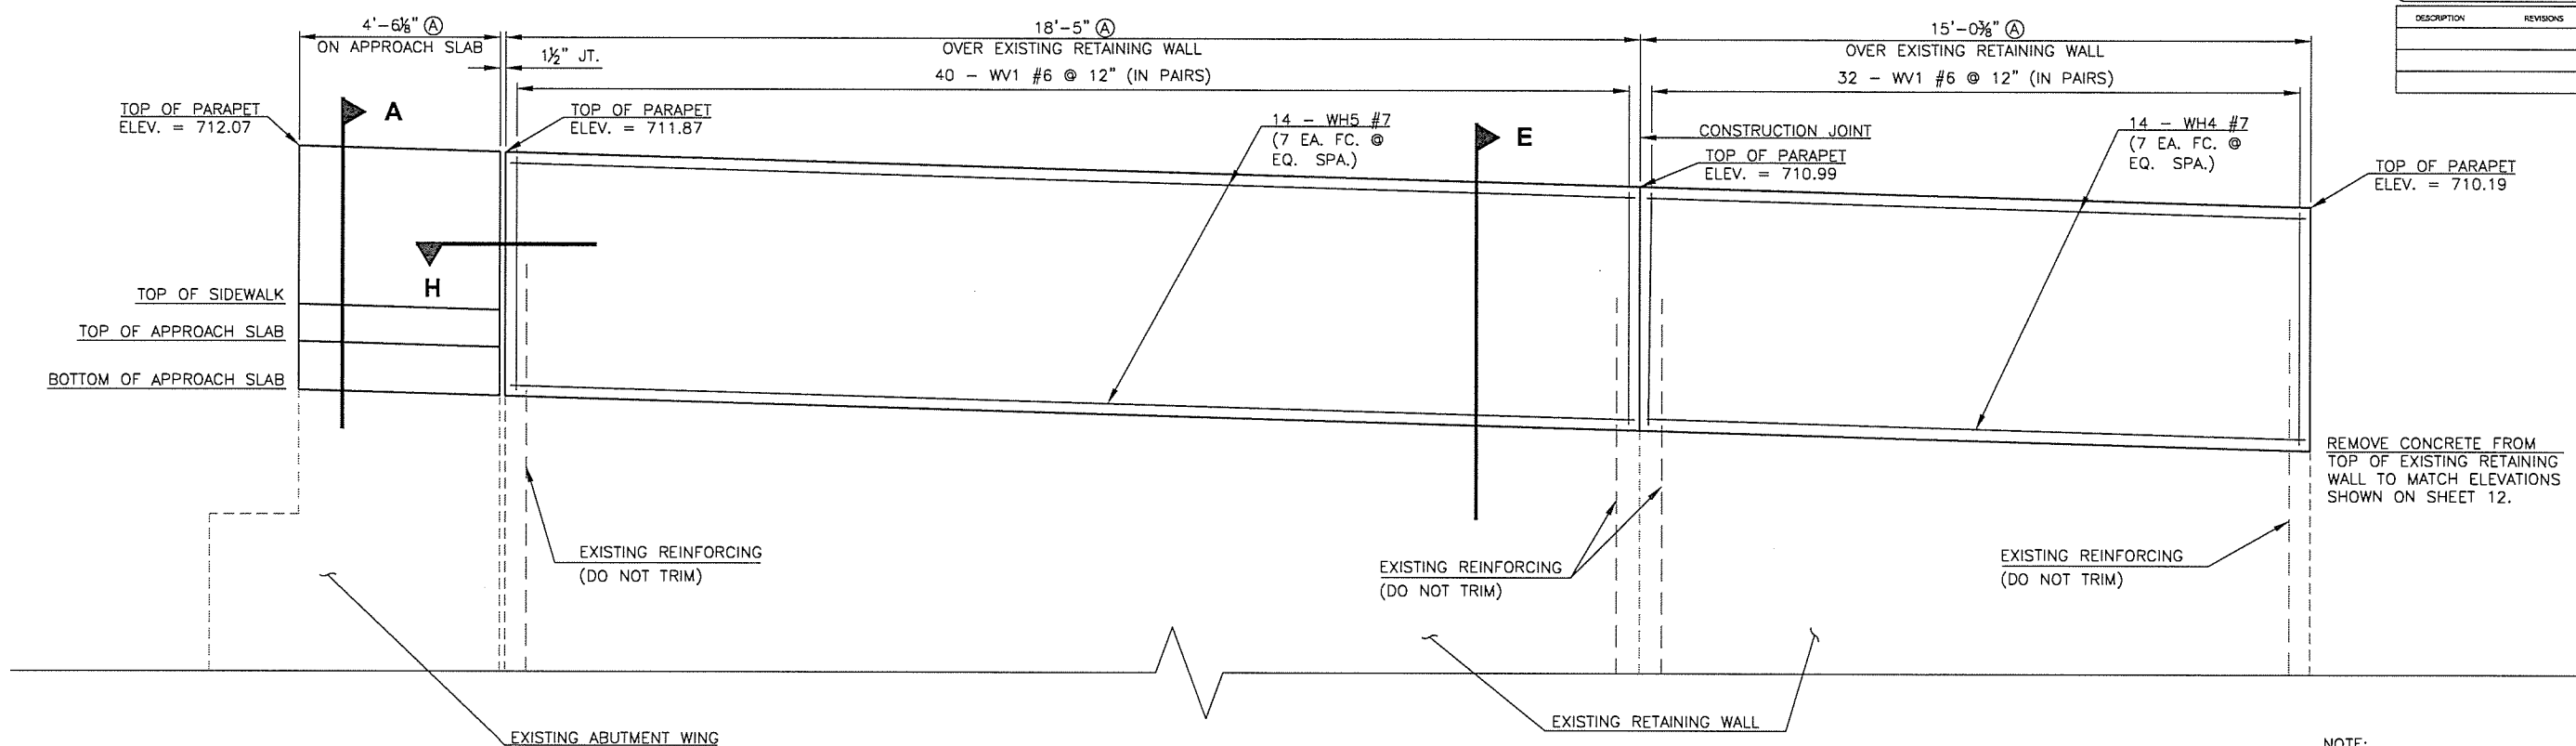 DESCRIPTION REVISIONS
4'-6⅛" Ⓐ
ON APPROACH SLAB
18'-5" Ⓐ
OVER EXISTING RETAINING WALL
15'-0⅜" Ⓐ
OVER EXISTING RETAINING WALL
1½" JT.
40 - WV1 #6 @ 12" (IN PAIRS)
32 - WV1 #6 @ 12" (IN PAIRS)
TOP OF PARAPET
ELEV. = 712.07
A
TOP OF PARAPET
ELEV. = 711.87
14 - WH5 #7
(7 EA. FC. @
EQ. SPA.)
E
CONSTRUCTION JOINT
TOP OF PARAPET
ELEV. = 710.99
14 - WH4 #7
(7 EA. FC. @
EQ. SPA.)
TOP OF PARAPET
ELEV. = 710.19
H
TOP OF SIDEWALK
TOP OF APPROACH SLAB
BOTTOM OF APPROACH SLAB
REMOVE CONCRETE FROM
TOP OF EXISTING RETAINING
WALL TO MATCH ELEVATIONS
SHOWN ON SHEET 12.
EXISTING REINFORCING
(DO NOT TRIM)
EXISTING REINFORCING
(DO NOT TRIM)
EXISTING REINFORCING
(DO NOT TRIM)
EXISTING RETAINING WALL
EXISTING ABUTMENT WING
NOTE: